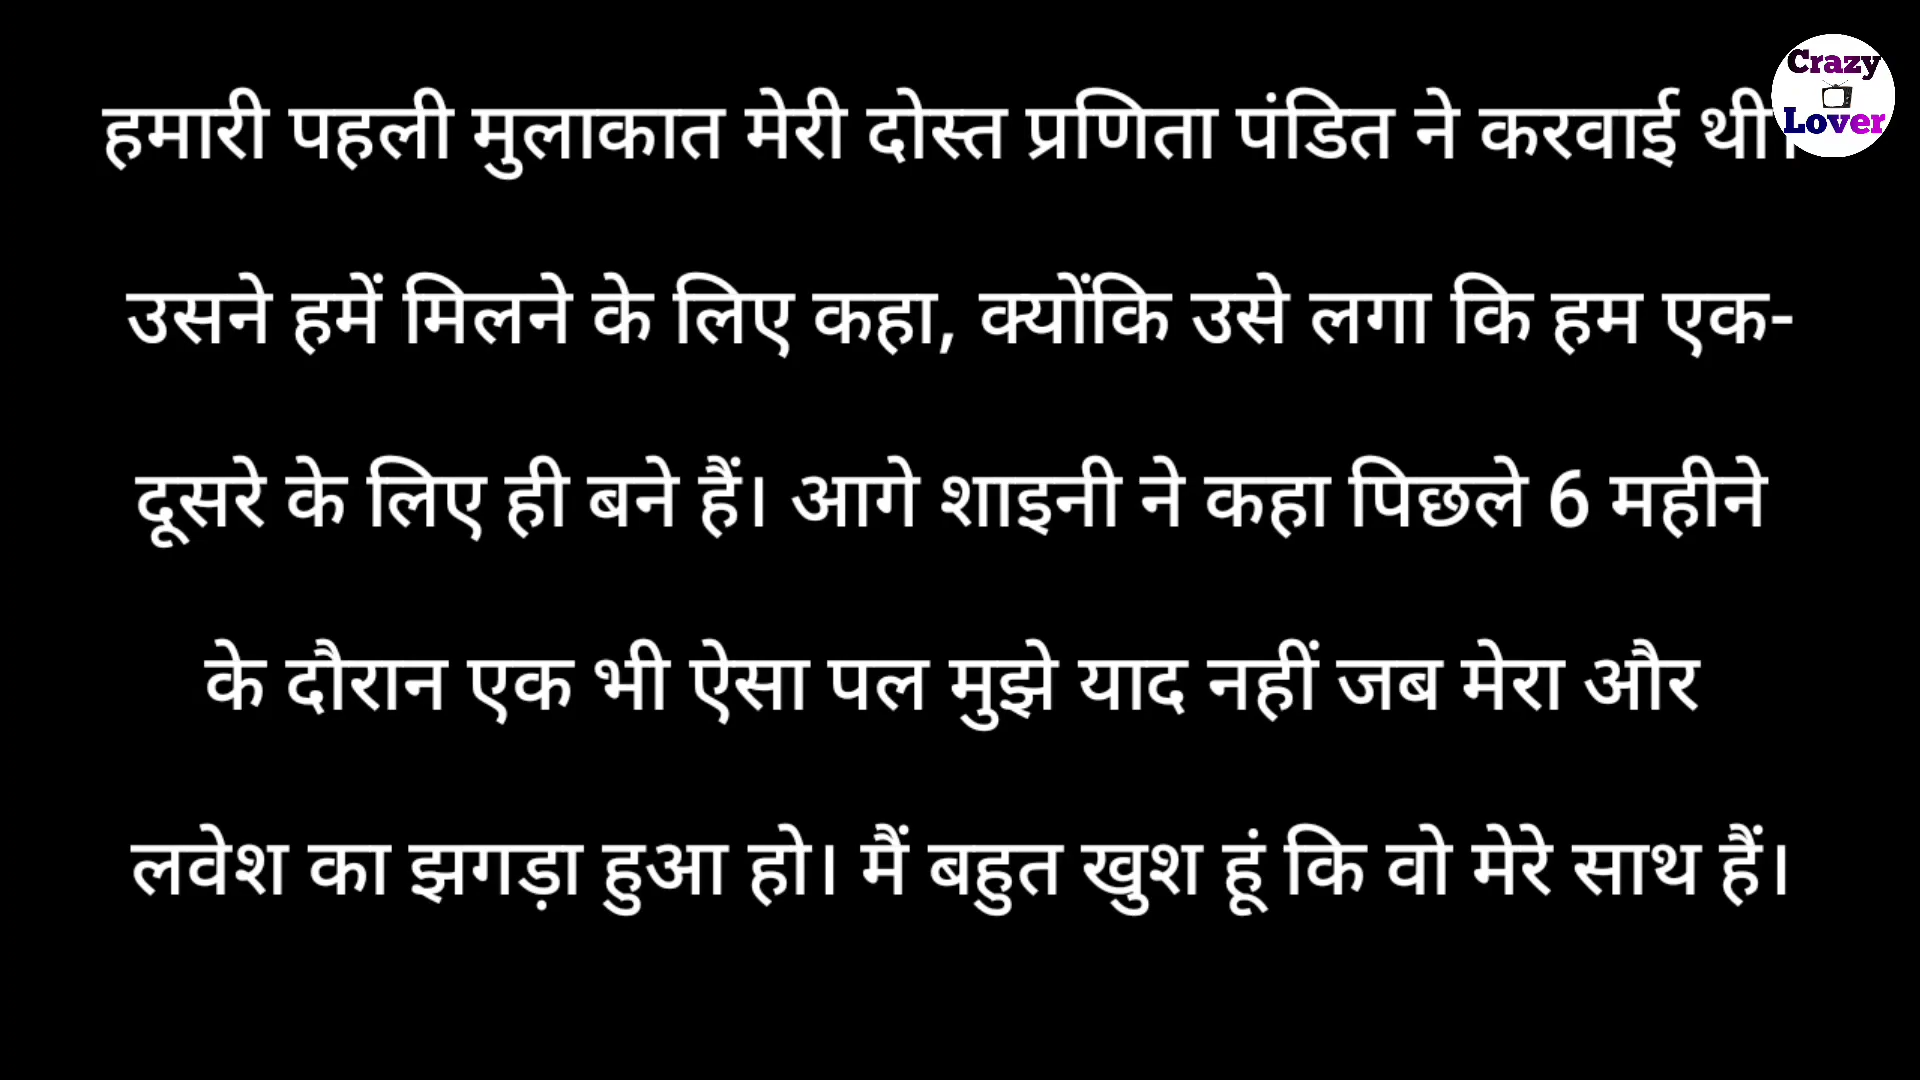 हमारी पहली मुलाकात मेरी दोस्त प्रणिता पंडित ने करवाई थी।
Crazy
Lover
उसने हमें मिलने के लिए कहा, क्योंकि उसे लगा कि हम एक-
दूसरे के लिए ही बने हैं। आगे शाइनी ने कहा पिछले 6 महीने
के दौरान एक भी ऐसा पल मुझे याद नहीं जब मेरा और
लवेश का झगड़ा हुआ हो। मैं बहुत खुश हूं कि वो मेरे साथ हैं।